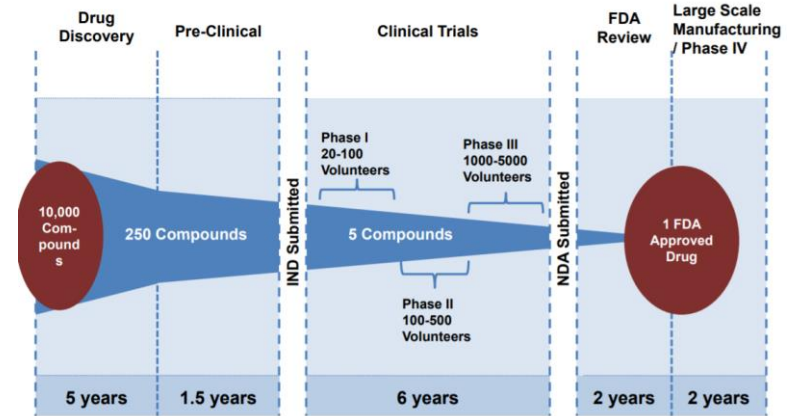 Drug
Discovery
Pre-Clinical
Clinical Trials
FDA
Review
Large Scale
Manufacturing
/ Phase IV
10,000
Com-
pound
s
250 Compounds
IND Submitted
Phase I
20-100
Volunteers
5 Compounds
Phase II
100-500
Volunteers
Phase III
1000-5000
Volunteers
NDA Submitted
1 FDA
Approved
Drug
5 years
1.5 years
6 years
2 years
2 years